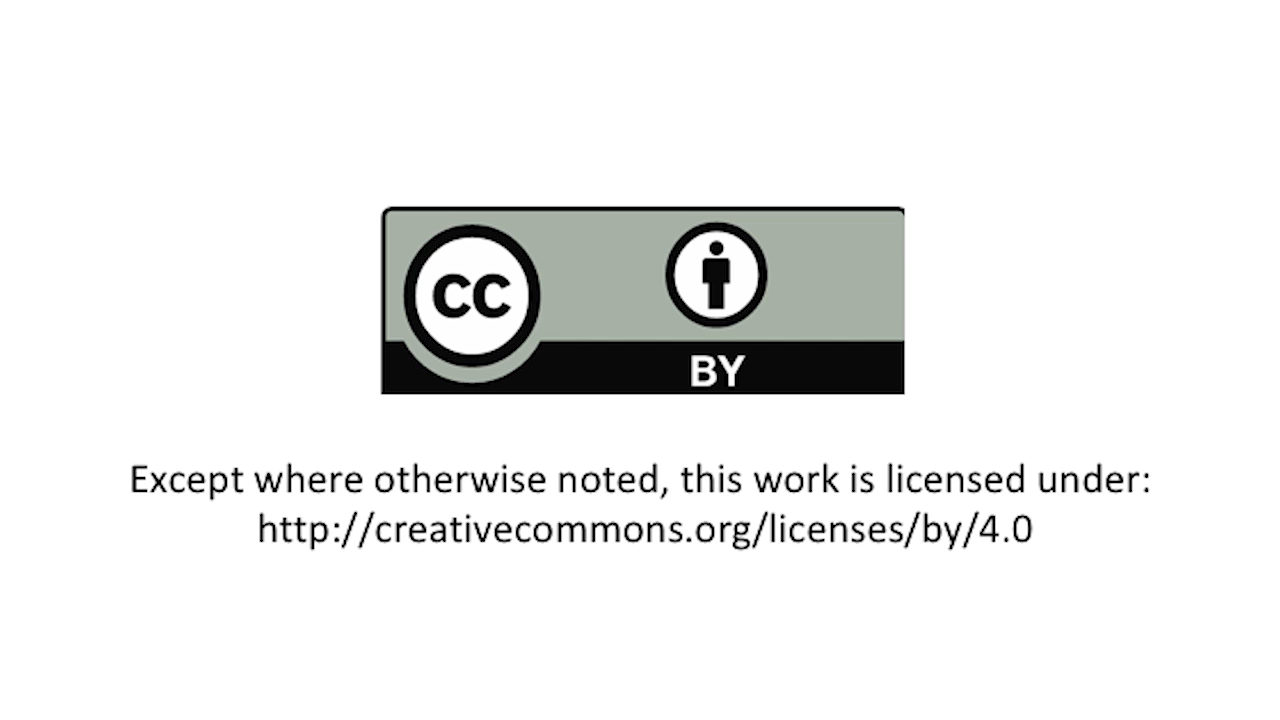 CC
BY
Except where otherwise noted, this work is licensed under:
http://creativecommons.org/licenses/by/4.0